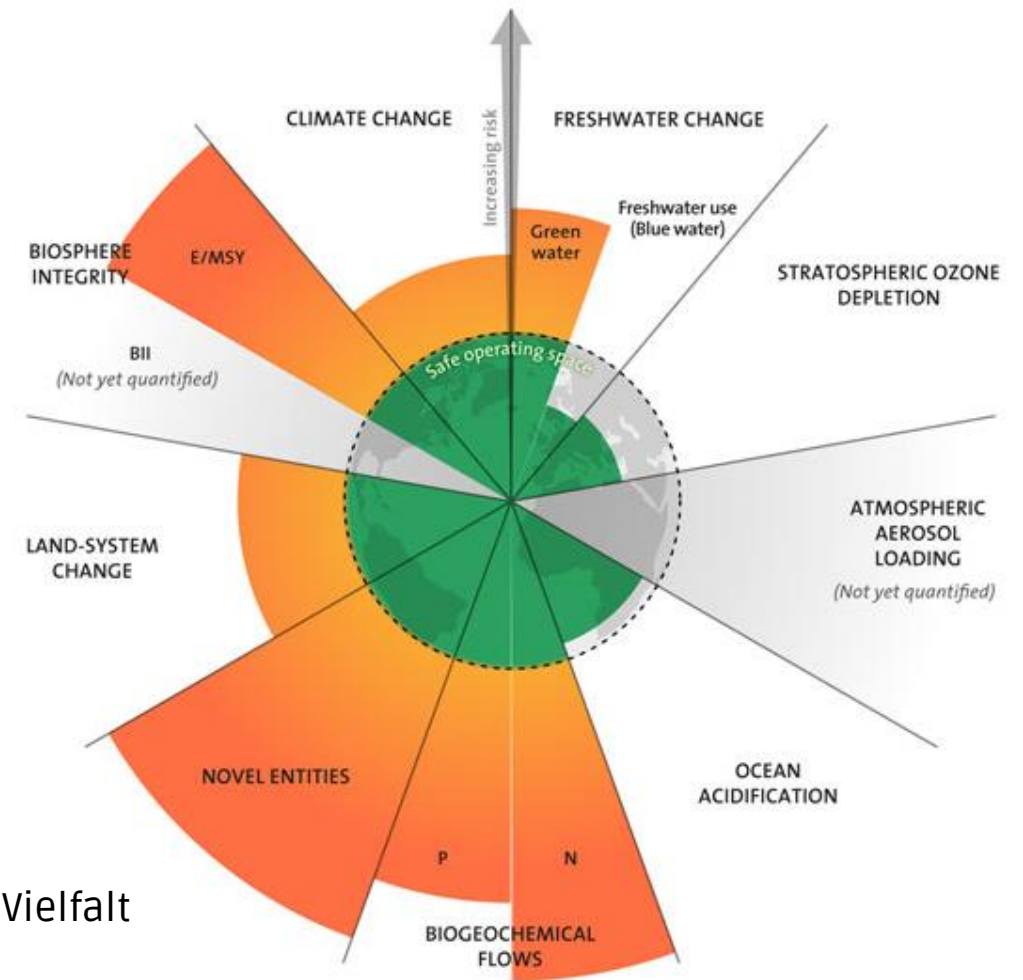 CLIMATE CHANGE
Increasing risk
FRESHWATER CHANGE
Green
water
Freshwater use
(Blue water)
STRATOSPHERIC OZONE
DEPLETION
BIOSPHERE
INTEGRITY
E/MSY
BII
(Not yet quantified)
Safe operating space
LAND-SYSTEM
CHANGE
ATMOSPHERIC
AEROSOL
LOADING
(Not yet quantified)
NOVEL ENTITIES
OCEAN
ACIDIFICATION
P
N
BIOGEOCHEMICAL
FLOWS
Vielfalt